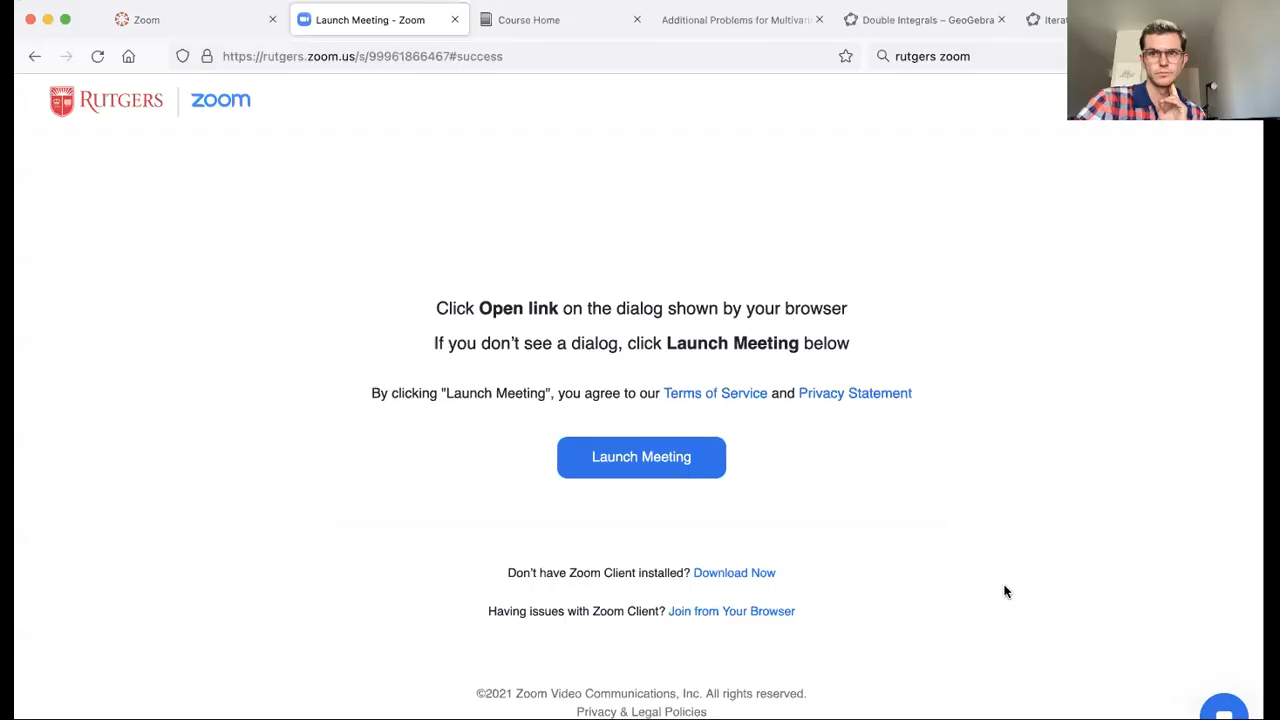 Zoom
Launch Meeting - Zoom
Course Home
Additional Problems for Multivari
Double Integrals – GeoGebra
Itera
https://rutgers.zoom.us/s/99961866467#success
rutgers zoom
RUTGERS zoom
Click Open link on the dialog shown by your browser
If you don't see a dialog, click Launch Meeting below
By clicking "Launch Meeting", you agree to our Terms of Service and Privacy Statement
Launch Meeting
Don't have Zoom Client installed? Download Now
Having issues with Zoom Client? Join from Your Browser
©2021 Zoom Video Communications, Inc. All rights reserved.
Privacy & Legal Policies